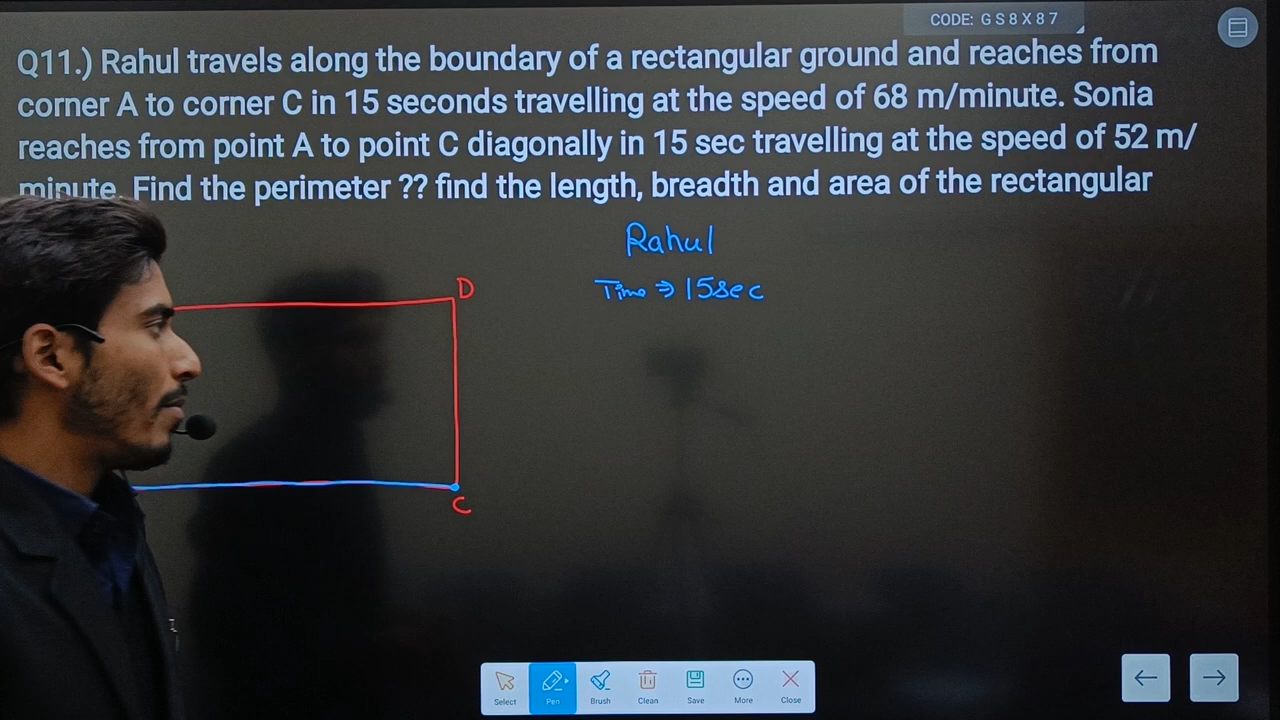 CODE: GS8X87
Q11.) Rahul travels along the boundary of a rectangular ground and reaches from
corner A to corner C in 15 seconds travelling at the speed of 68 m/minute. Sonia
reaches from point A to point C diagonally in 15 sec travelling at the speed of 52 m/
minute. Find the perimeter ?? find the length, breadth and area of the rectangular
Rahul
Time ⇒ 15sec
D
C
Select Pen Brush Clean Save More Close